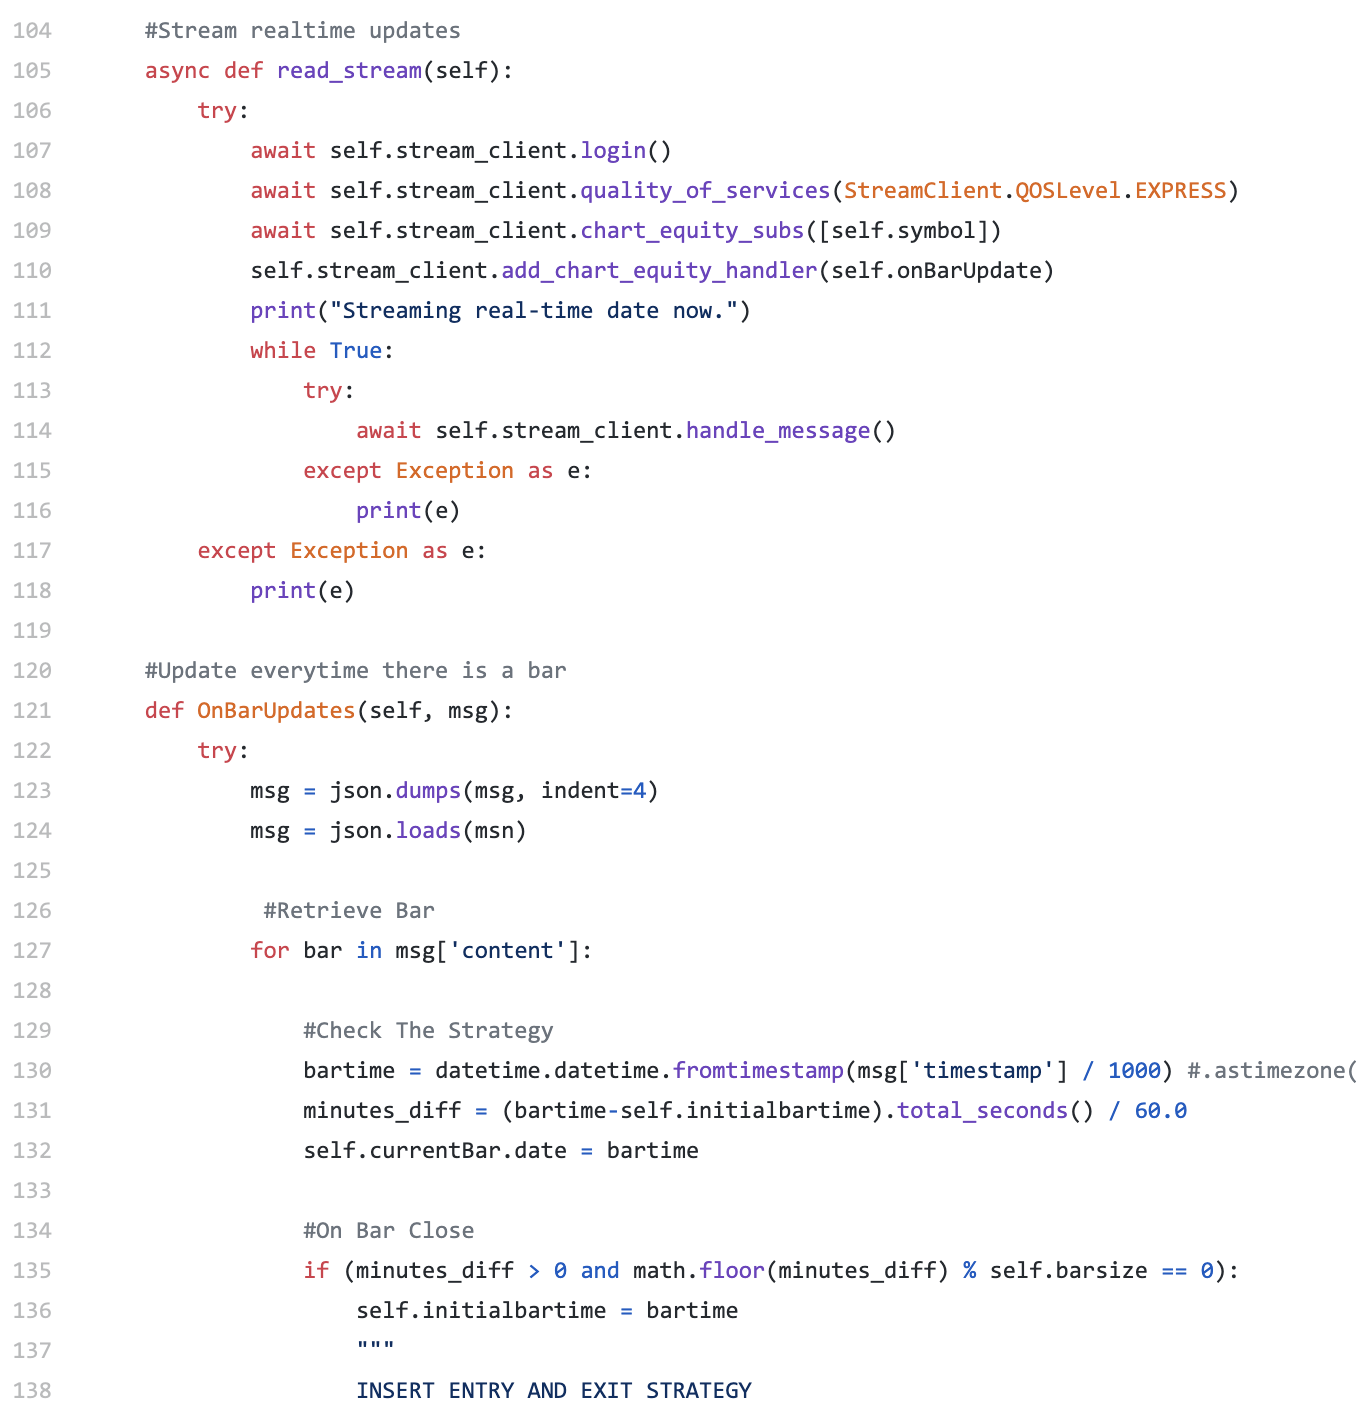 104 #Stream realtime updates
105 async def read_stream(self):
106 try:
107 await self.stream_client.login()
108 await self.stream_client.quality_of_services(StreamClient.QOSLevel.EXPRESS)
109 await self.stream_client.chart_equity_subs([self.symbol])
110 self.stream_client.add_chart_equity_handler(self.onBarUpdate)
111 print("Streaming real-time date now.")
112 while True:
113 try:
114 await self.stream_client.handle_message()
115 except Exception as e:
116 print(e)
117 except Exception as e:
118 print(e)
119
120 #Update everytime there is a bar
121 def OnBarUpdates(self, msg):
122 try:
123 msg = json.dumps(msg, indent=4)
124 msg = json.loads(msn)
125
126 #Retrieve Bar
127 for bar in msg['content']:
128
129 #Check The Strategy
130 bartime = datetime.datetime.fromtimestamp(msg['timestamp'] / 1000) #.astimezone(
131 minutes_diff = (bartime-self.initialbartime).total_seconds() / 60.0
132 self.currentBar.date = bartime
133
134 #On Bar Close
135 if (minutes_diff > 0 and math.floor(minutes_diff) % self.barsize == 0):
136 self.initialbartime = bartime
137 """
138 INSERT ENTRY AND EXIT STRATEGY